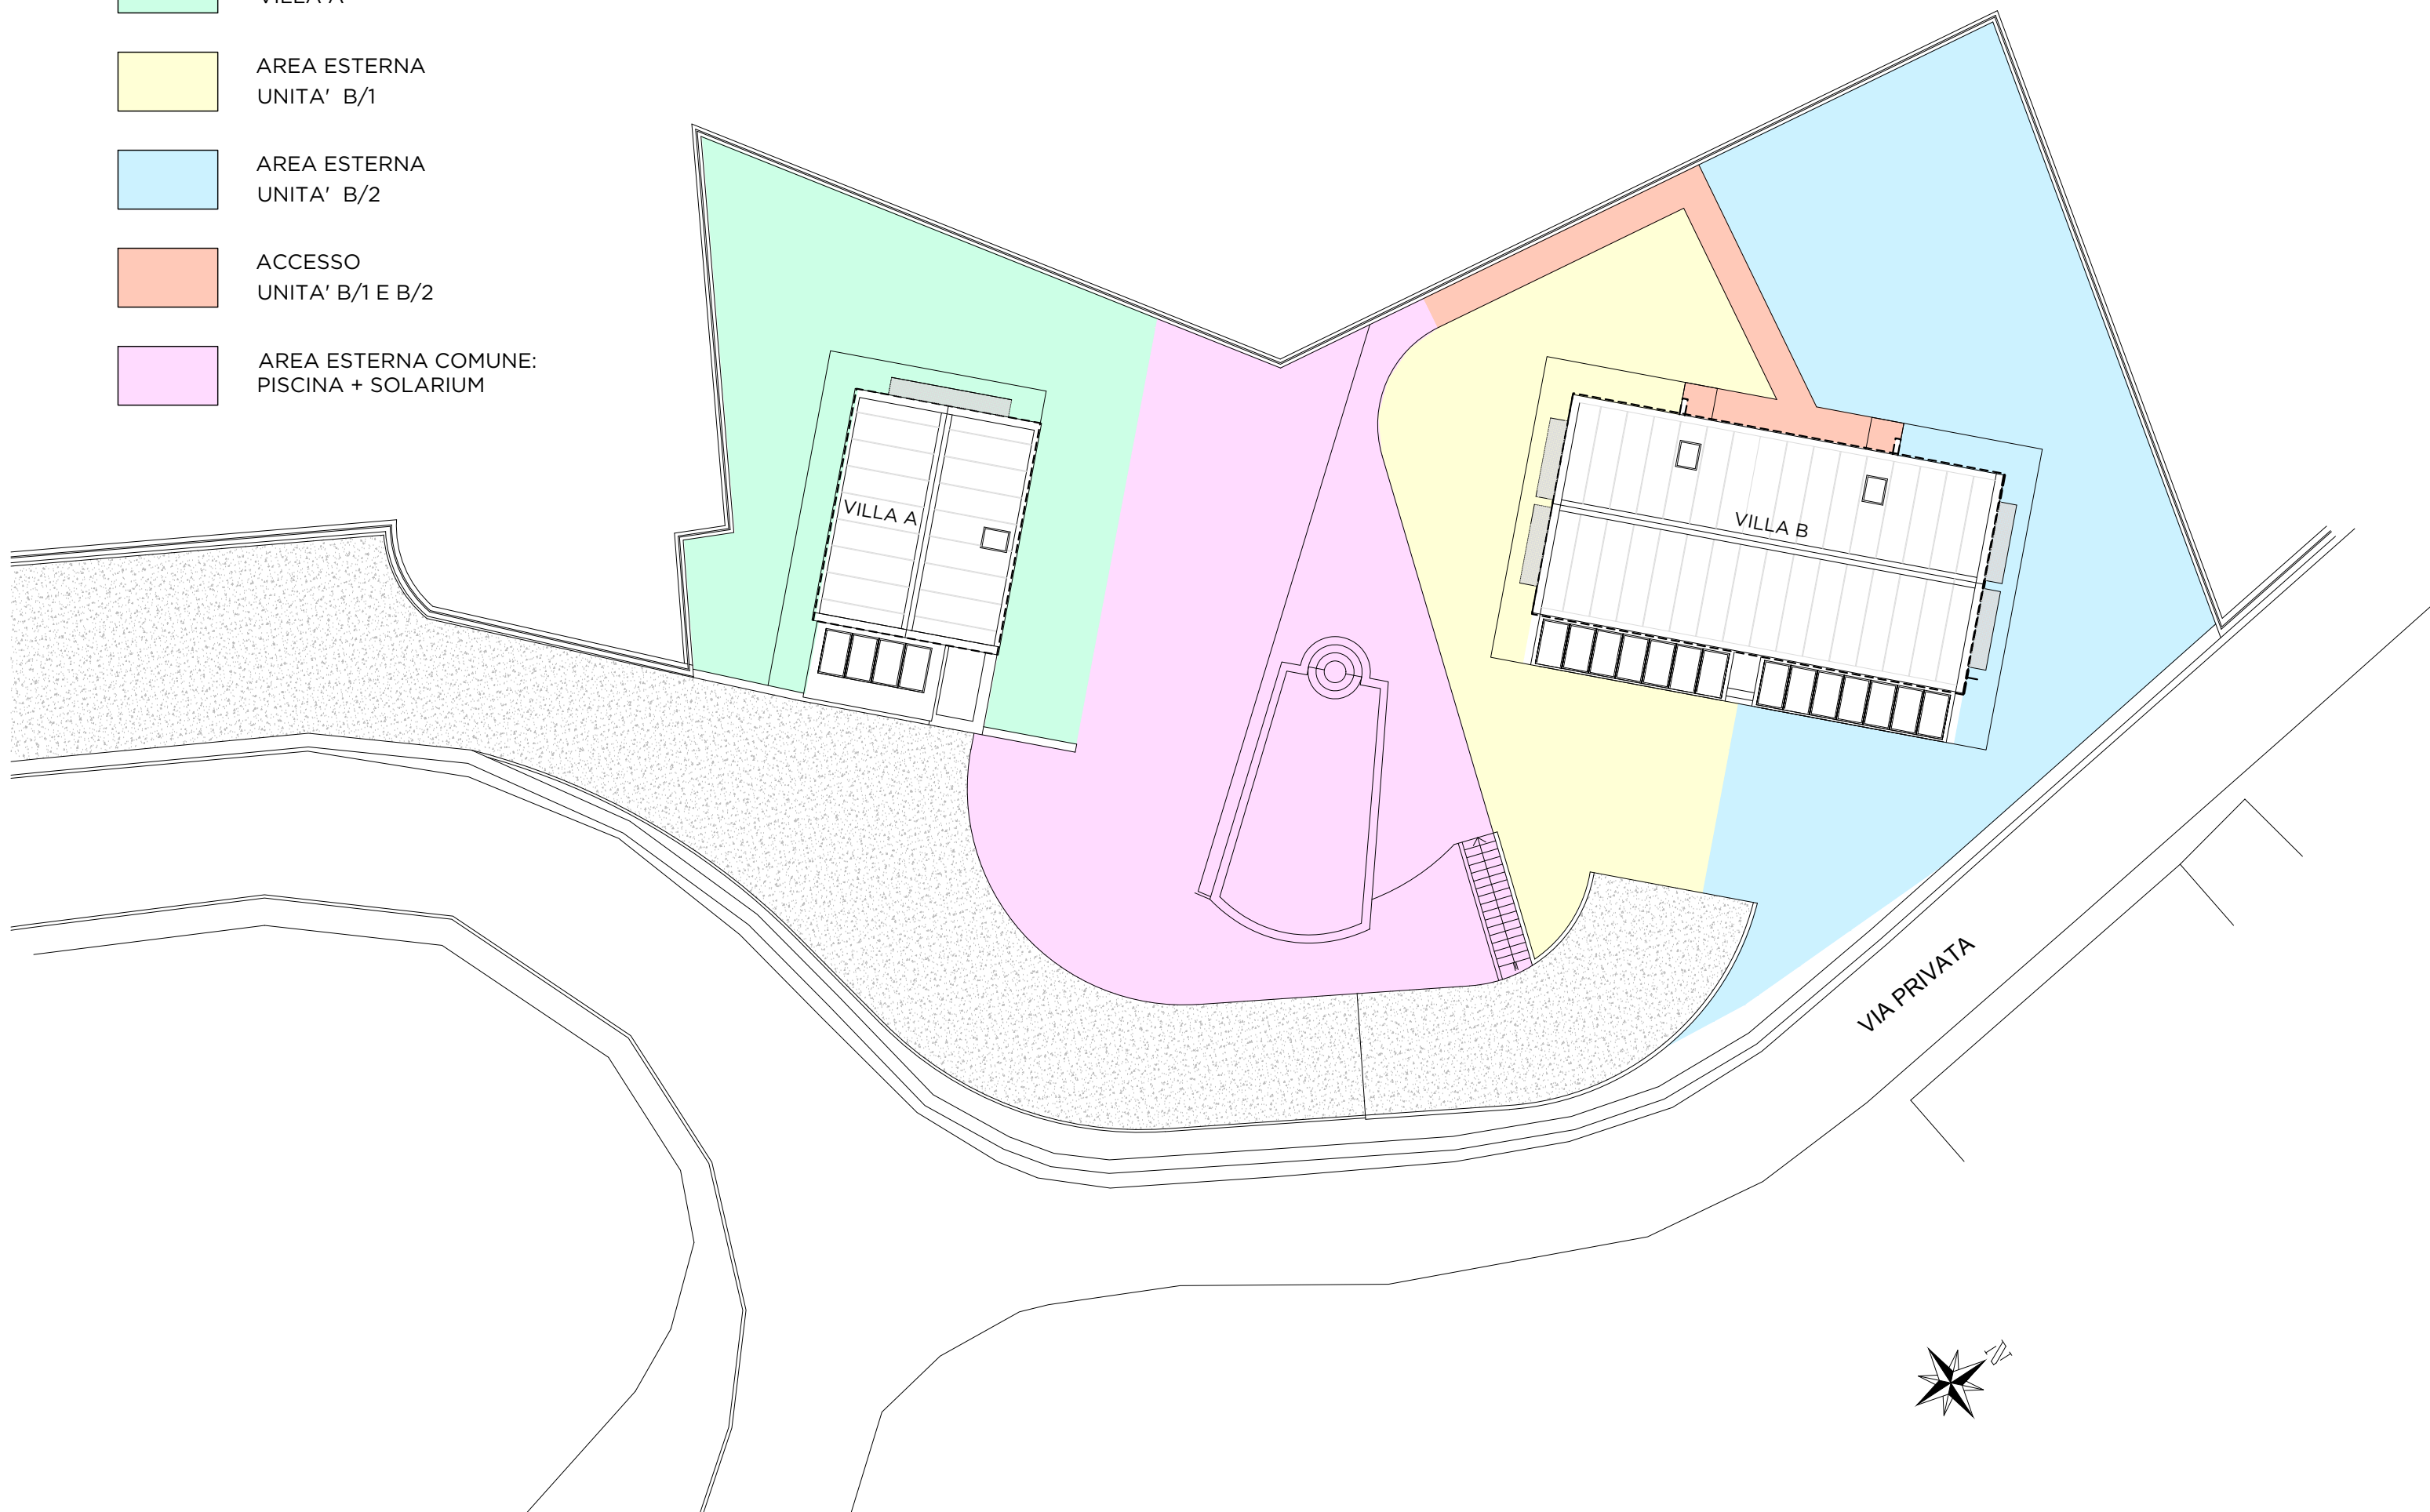 VILLA A
AREA ESTERNA
UNITA' B/1
AREA ESTERNA
UNITA' B/2
ACCESSO
UNITA' B/1 E B/2
AREA ESTERNA COMUNE:
PISCINA + SOLARIUM
VILLA A
VILLA B
VIA PRIVATA
N